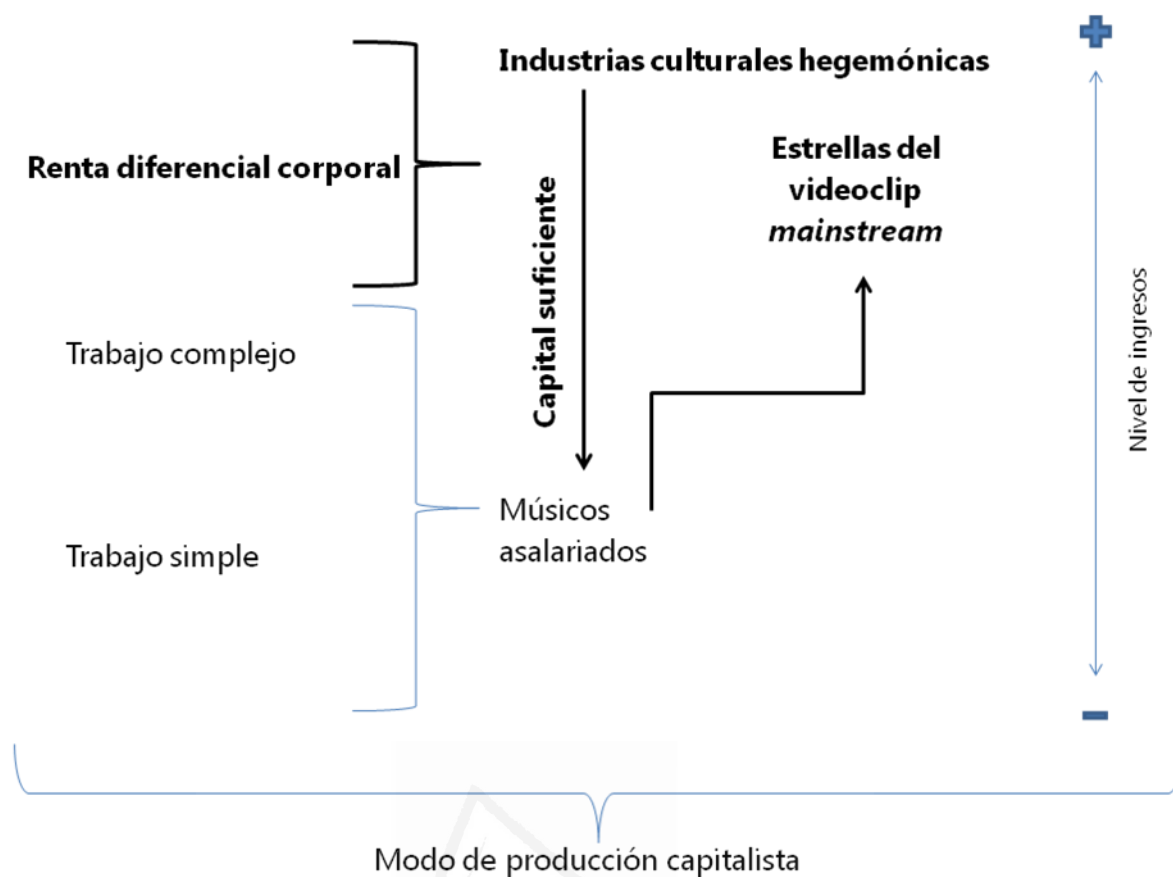 Industrias culturales hegemónicas
Renta diferencial corporal
Estrellas del
videoclip
mainstream
Capital suficiente
Nivel de ingresos
Trabajo complejo
Músicos
asalariados
Trabajo simple
Modo de producción capitalista